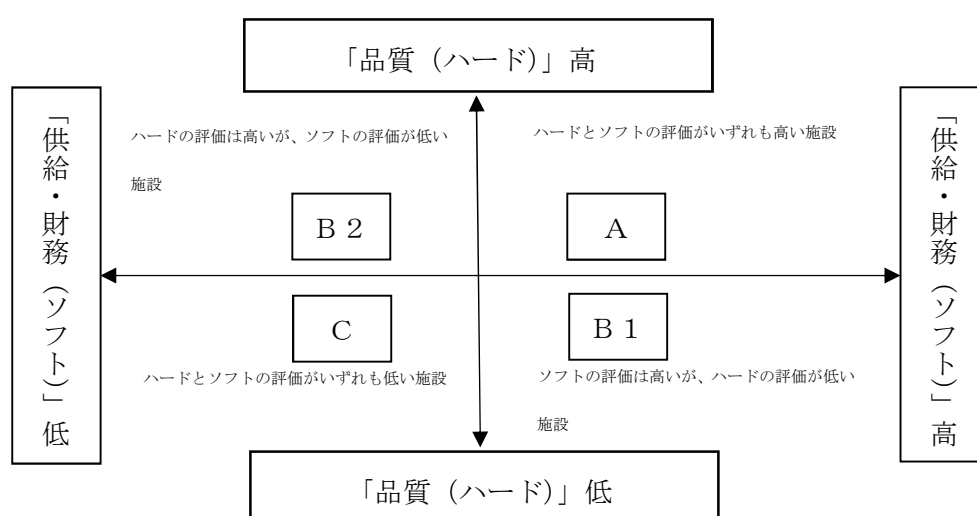 「品質（ハード）」高
「供給・財務（ソフト）」低
ハードの評価は高いが、ソフトの評価が低い
施設
Ｂ２
ハードとソフトの評価がいずれも高い施設
Ａ
「供給・財務（ソフト）」高
Ｃ
ハードとソフトの評価がいずれも低い施設
Ｂ１
ソフトの評価は高いが、ハードの評価が低い
施設
「品質（ハード）」低